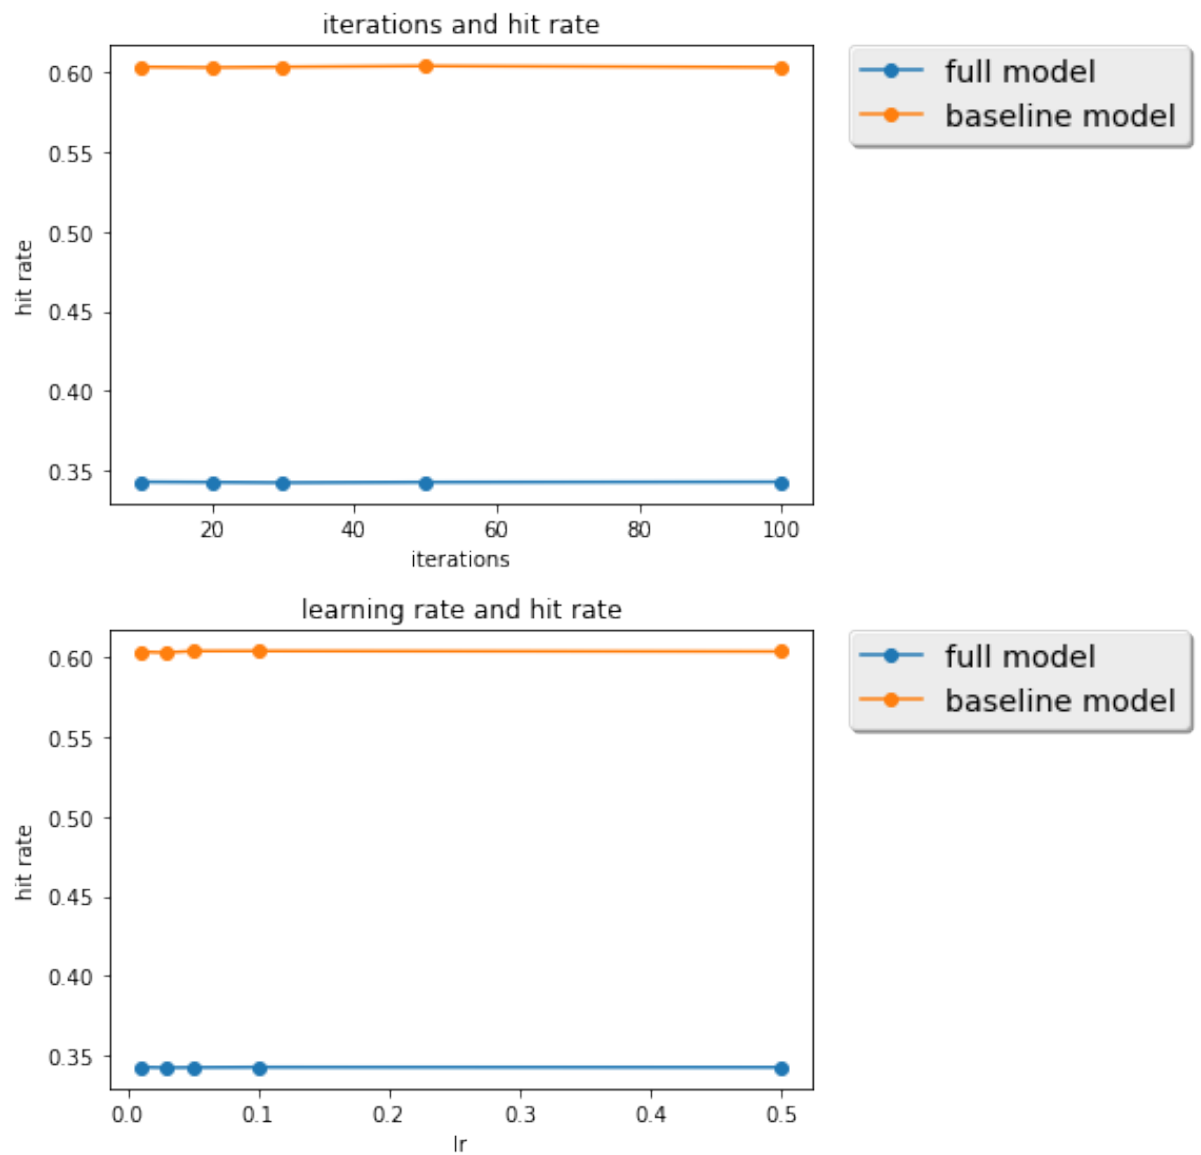 iterations and hit rate
full model
baseline model
0.60
0.55
0.50
0.45
0.40
0.35
hit rate
20 40 60 80 100
iterations
learning rate and hit rate
full model
baseline model
0.60
0.55
0.50
0.45
0.40
0.35
hit rate
0.0 0.1 0.2 0.3 0.4 0.5
lr